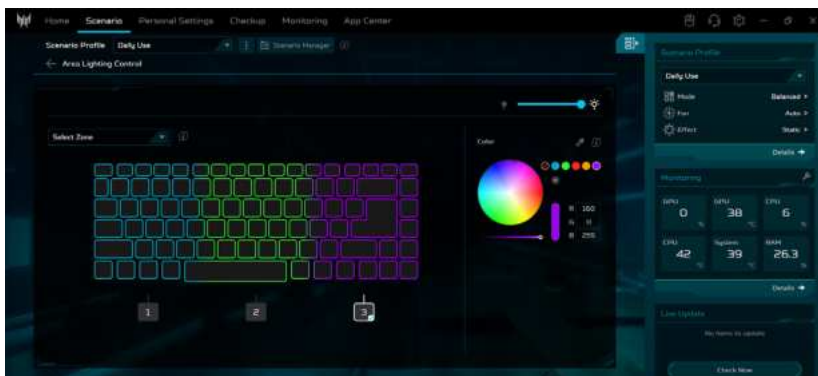 Home Scenario Personal Settings Checkup Monitoring App Center
Scenario Profile Daily Use Scenario Manager
Area Lighting Control
Scenario Profile
Daily Use
Mode Balanced >
Fan Auto >
Effect Static >
Details
Select Zone
Color
R 160
G 11
B 255
1 2 3
Monitoring
GPU 0
GPU 38
CPU 6
CPU 42
System 39
RAM 26.3
Details
Live Update
No items to update
Check Now